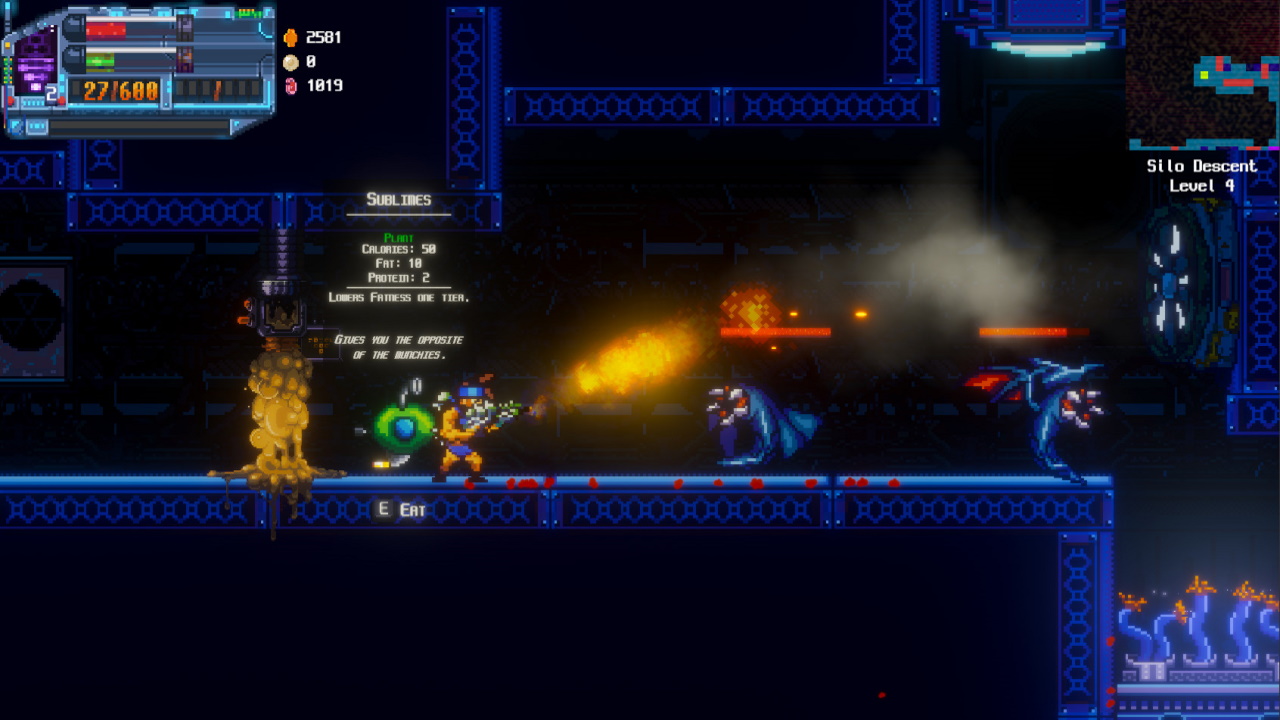 2581
0
1019
2
27/600
Silo Descent
Level 4
Sublimes
Plant
Calories: 50
Fat: 10
Protein: 2
Lowers Fatness one tier.
Gives you the opposite
of the munchies.
0
E Eat